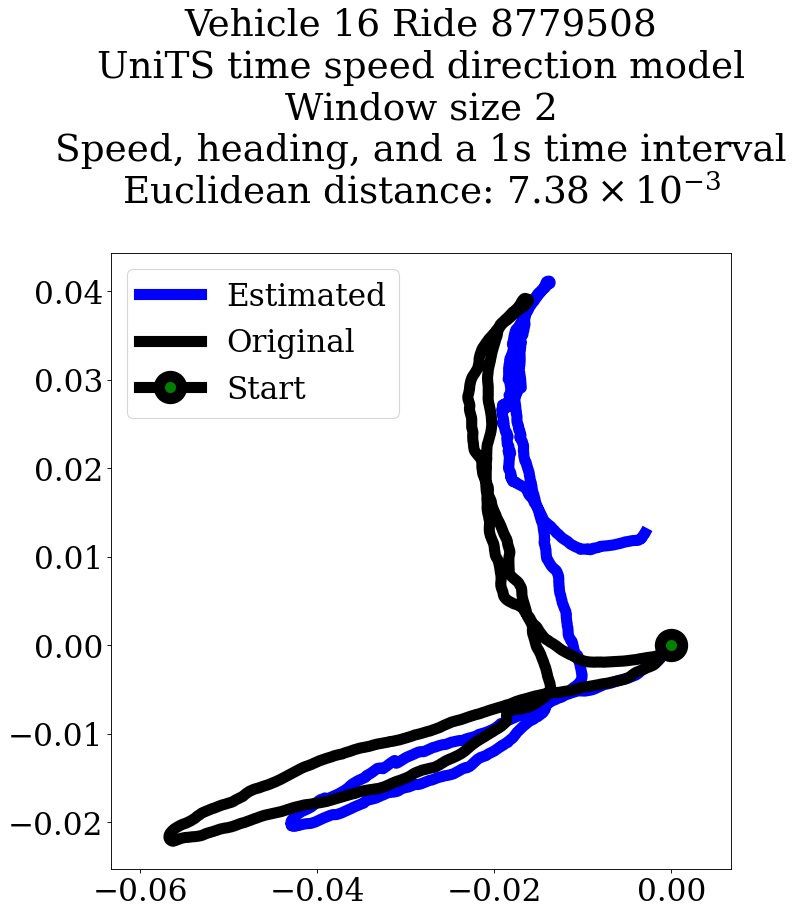 Vehicle 16 Ride 8779508
UniTS time speed direction model
Window size 2
Speed, heading, and a 1s time interval
Euclidean distance: 7.38 × 10⁻³
Estimated
Original
Start
0.04
0.03
0.02
0.01
0.00
−0.01
−0.02
−0.06
−0.04
−0.02
0.00